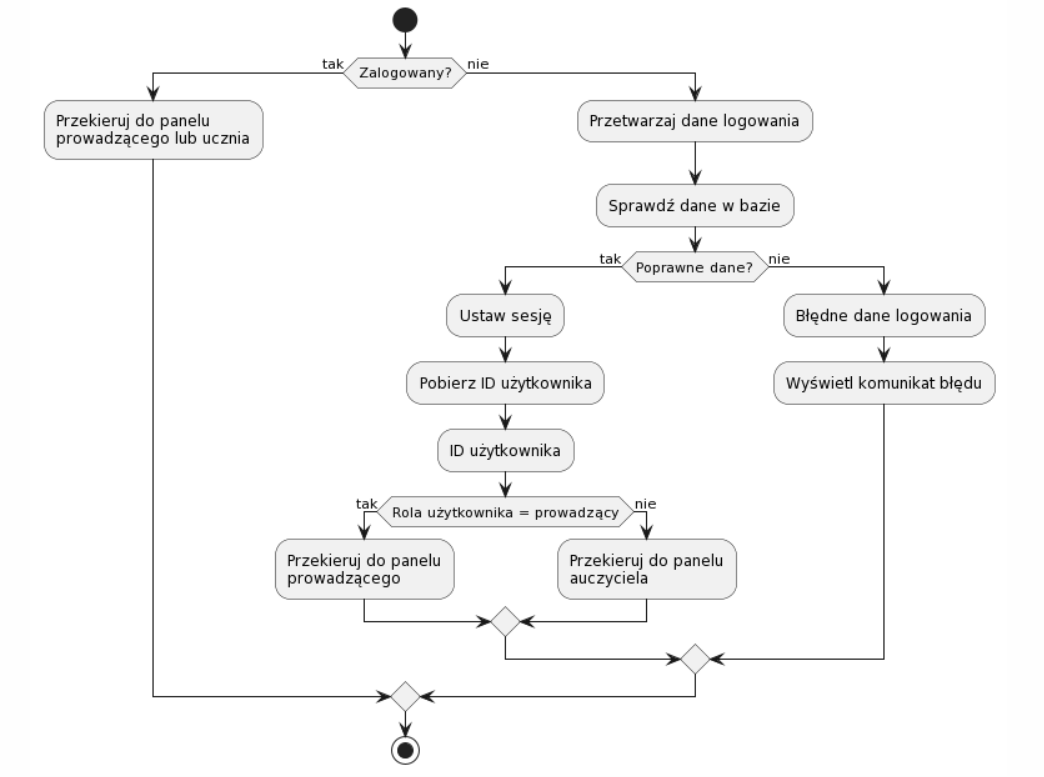 tak
Zalogowany?
nie
Przekieruj do panelu
prowadzącego lub ucznia
Przetwarzaj dane logowania
Sprawdź dane w bazie
tak
Poprawne dane?
nie
Ustaw sesję
Błędne dane logowania
Pobierz ID użytkownika
Wyświetl komunikat błędu
ID użytkownika
tak
Rola użytkownika = prowadzący
nie
Przekieruj do panelu
prowadzącego
Przekieruj do panelu
auczyciela